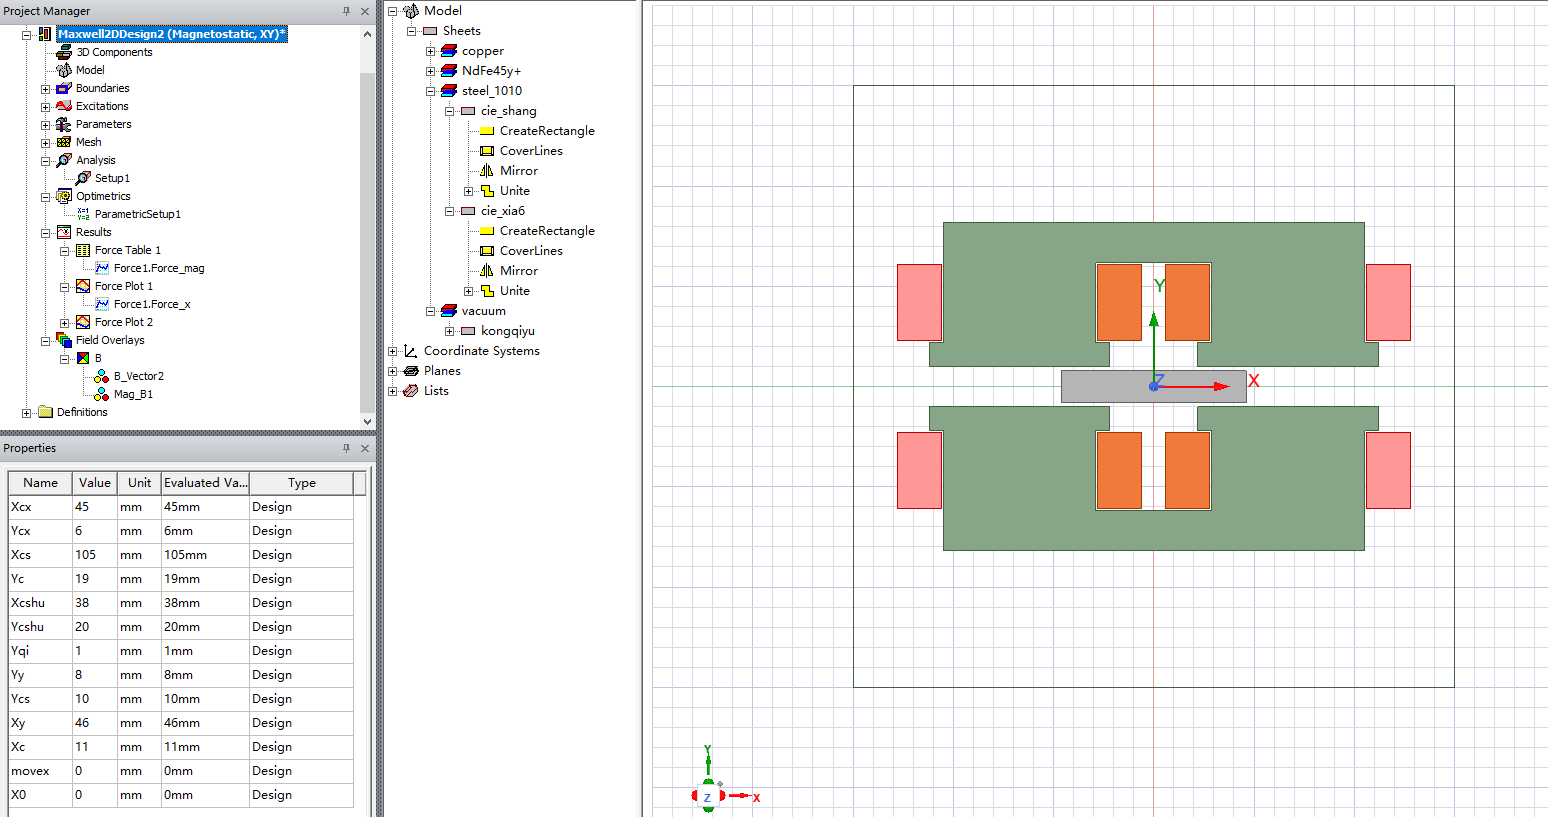 Project Manager
Maxwell2DDesign2 (Magnetostatic, XY)*
3D Components
Model
Boundaries
Excitations
Parameters
Mesh
Analysis
Setup1
Optimetrics
ParametricSetup1
Results
Force Table 1
Force1.Force_mag
Force Plot 1
Force1.Force_x
Force Plot 2
Field Overlays
B
B_Vector2
Mag_B1
Definitions
Properties
Name Value Unit Evaluated Va... Type
Xcx 45 mm 45mm Design
Ycx 6 mm 6mm Design
Xcs 105 mm 105mm Design
Yc 19 mm 19mm Design
Xcshu 38 mm 38mm Design
Ycshu 20 mm 20mm Design
Yqi 1 mm 1mm Design
Yy 8 mm 8mm Design
Ycs 10 mm 10mm Design
Xy 46 mm 46mm Design
Xc 11 mm 11mm Design
movex 0 mm 0mm Design
X0 0 mm 0mm Design
Model
Sheets
copper
NdFe45y+
steel_1010
cie_shang
CreateRectangle
CoverLines
Mirror
Unite
cie_xia6
CreateRectangle
CoverLines
Mirror
Unite
vacuum
kongqiyu
Coordinate Systems
Planes
Lists
Y
Z
X
Y
Z
X